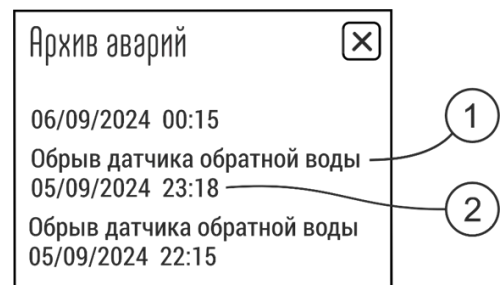 Архив аварий
06/09/2024 00:15
Обрыв датчика обратной воды
1
05/09/2024 23:18
2
Обрыв датчика обратной воды
05/09/2024 22:15